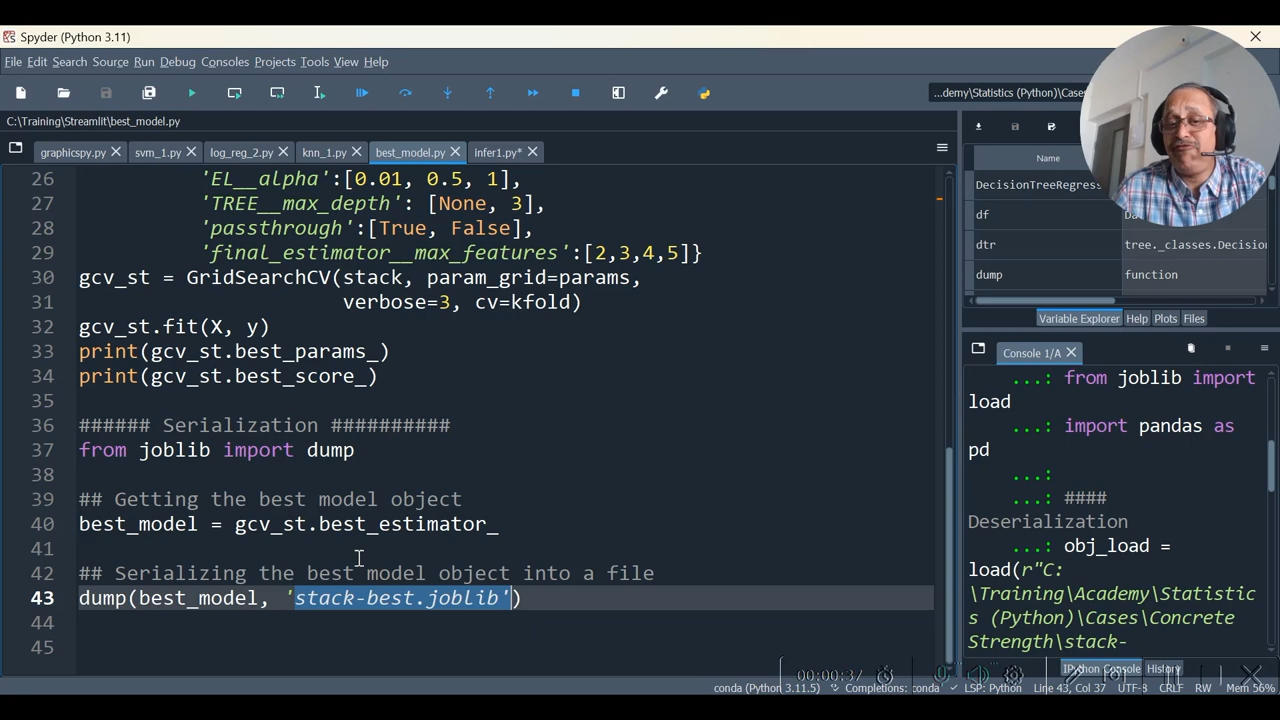 Spyder (Python 3.11)
File Edit Search Source Run Debug Consoles Projects Tools View Help
...demy\Statistics (Python)\Cases
C:\Training\Streamlit\best_model.py
graphicspy.py svm_1.py log_reg_2.py knn_1.py best_model.py infer1.py*
26 'EL__alpha':[0.01, 0.5, 1],
27 'TREE__max_depth': [None, 3],
28 'passthrough':[True, False],
29 'final_estimator__max_features':[2,3,4,5]}
30 gcv_st = GridSearchCV(stack, param_grid=params,
31 verbose=3, cv=kfold)
32 gcv_st.fit(X, y)
33 print(gcv_st.best_params_)
34 print(gcv_st.best_score_)
35
36 ###### Serialization ##########
37 from joblib import dump
38
39 ## Getting the best model object
40 best_model = gcv_st.best_estimator_
41
42 ## Serializing the best model object into a file
43 dump(best_model, 'stack-best.joblib')
44
45
Name
DecisionTreeRegress
df
dtr tree._classes.Decision
dump function
Variable Explorer Help Plots Files
Console 1/A
...: from joblib import
load
...: import pandas as
pd
...:
...: ####
Deserialization
...: obj_load =
load(r"C:
\Training\Academy\Statistic
s (Python)\Cases\Concrete
Strength\stack-
IPython Console History
00:00:37
conda (Python 3.11.5) Completions: conda LSP: Python Line 43, Col 37 UTF-8 CRLF RW Mem 56%